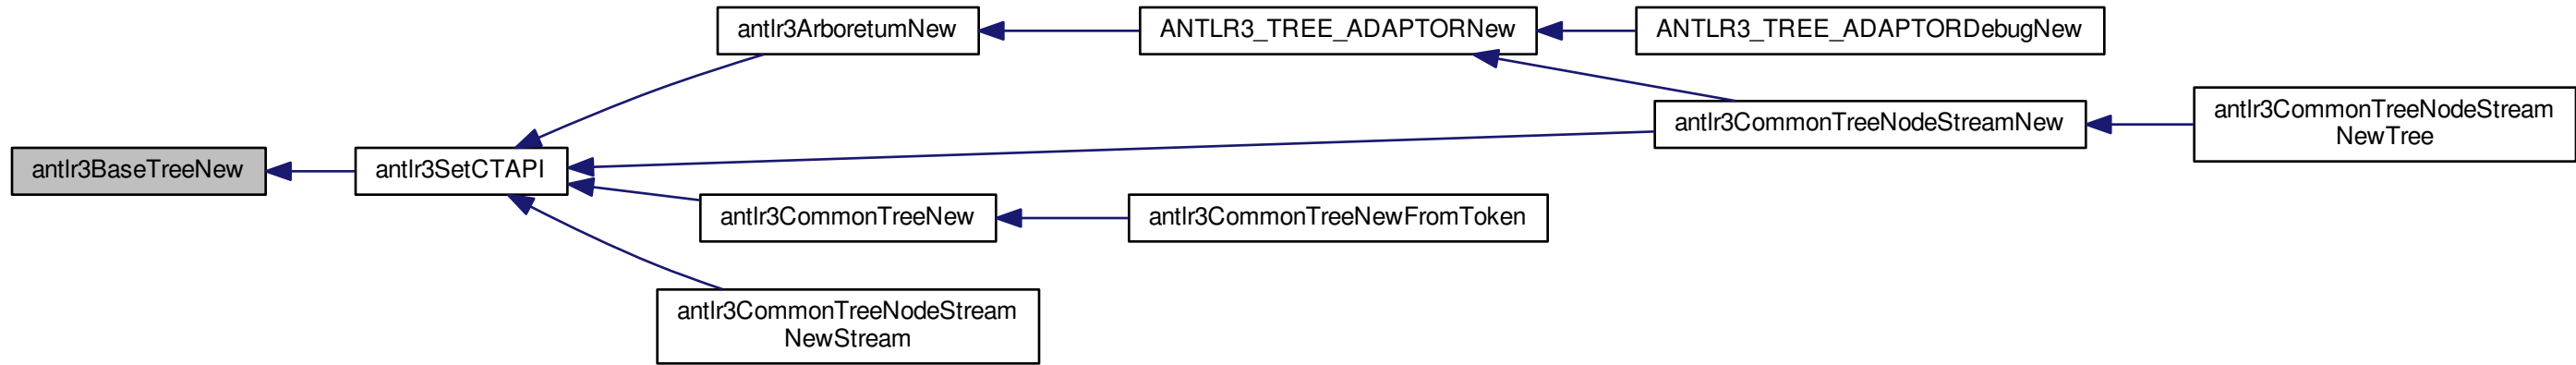 antlr3BaseTreeNew
antlr3SetCTAPI
antlr3ArboretumNew
ANTLR3_TREE_ADAPTORNew
ANTLR3_TREE_ADAPTORDebugNew
antlr3CommonTreeNodeStreamNew
antlr3CommonTreeNodeStream
NewTree
antlr3CommonTreeNew
antlr3CommonTreeNewFromToken
antlr3CommonTreeNodeStream
NewStream